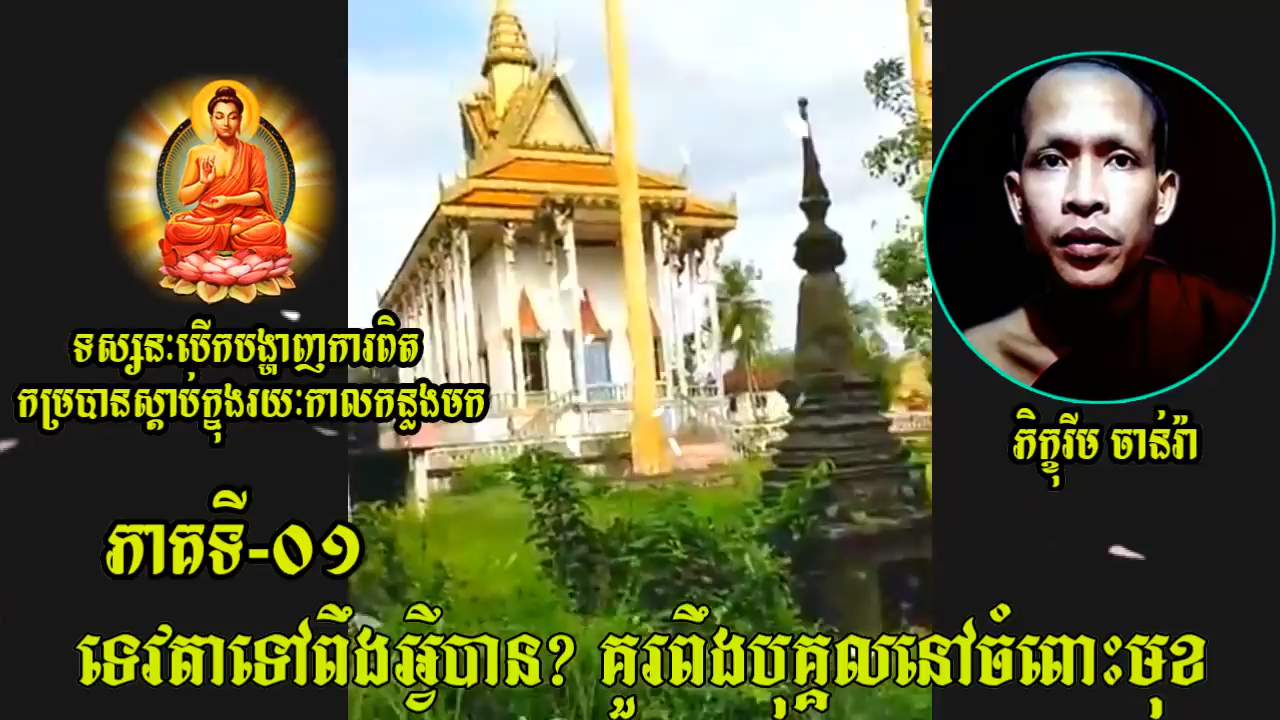 ទស្សនៈបើកបង្ហាញការពិត
កម្របានស្ដាប់ក្នុងរយៈកាលកន្លងមក
ភិក្ខុរីម ចាន់រ៉ា
ភាគទី-០១
ទេវតាទៅពឹងអ្វីបាន? គួរពឹងបុគ្គលនៅចំពោះមុខ